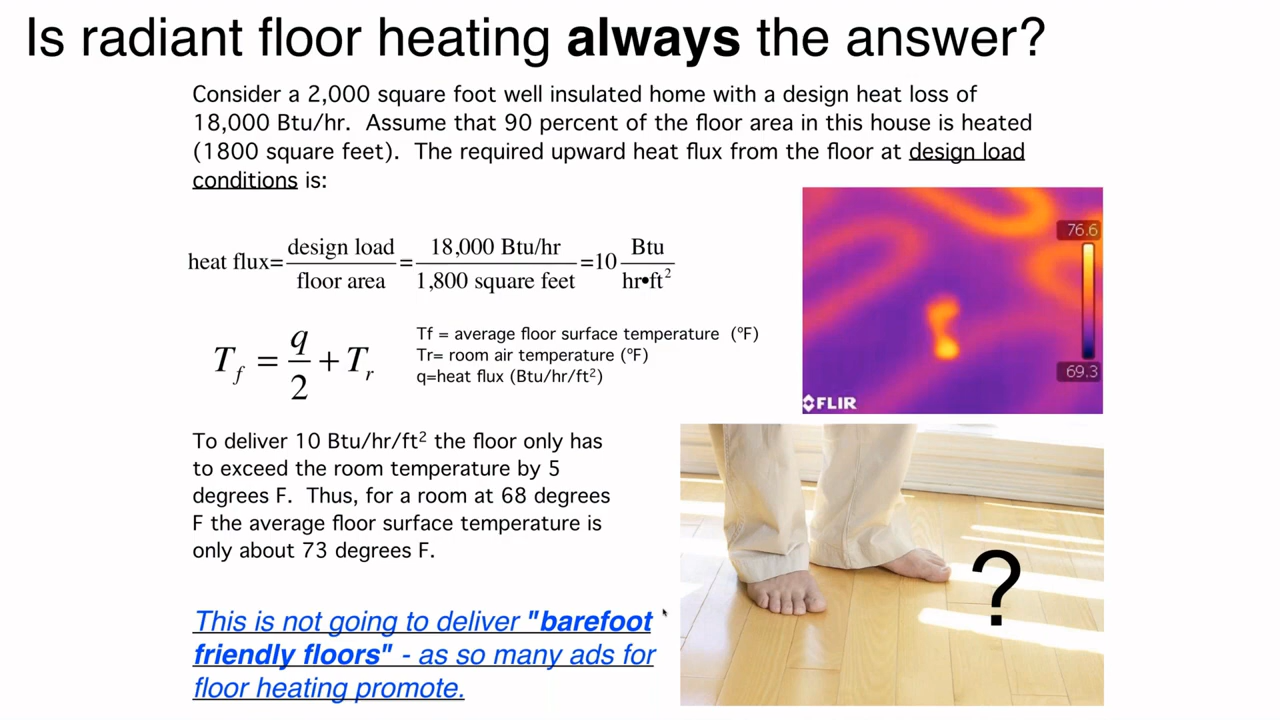 Is radiant floor heating always the answer?
Consider a 2,000 square foot well insulated home with a design heat loss of
18,000 Btu/hr. Assume that 90 percent of the floor area in this house is heated
(1800 square feet). The required upward heat flux from the floor at design load
conditions is:
heat flux= design load / floor area = 18,000 Btu/hr / 1,800 square feet =10 Btu / hr•ft²
T_f = q/2 + T_r
Tf = average floor surface temperature (ºF)
Tr= room air temperature (ºF)
q=heat flux (Btu/hr/ft²)
76.6
69.3
FLIR
To deliver 10 Btu/hr/ft² the floor only has
to exceed the room temperature by 5
degrees F. Thus, for a room at 68 degrees
F the average floor surface temperature is
only about 73 degrees F.
This is not going to deliver "barefoot
friendly floors" - as so many ads for
floor heating promote.
?